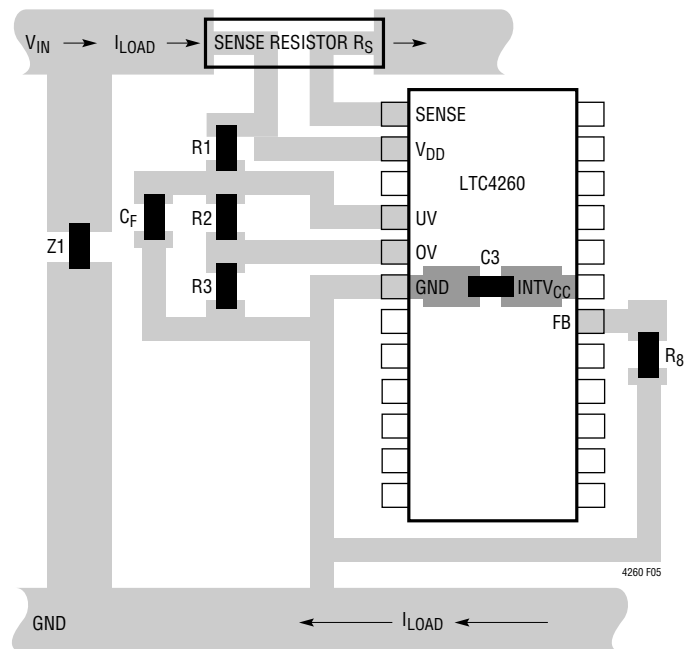 VIN ILOAD SENSE RESISTOR RS
SENSE
R1
VDD
LTC4260
CF
R2
UV
Z1
OV
C3
R3
GND INTVCC
FB
R8
4260 F05
GND ILOAD